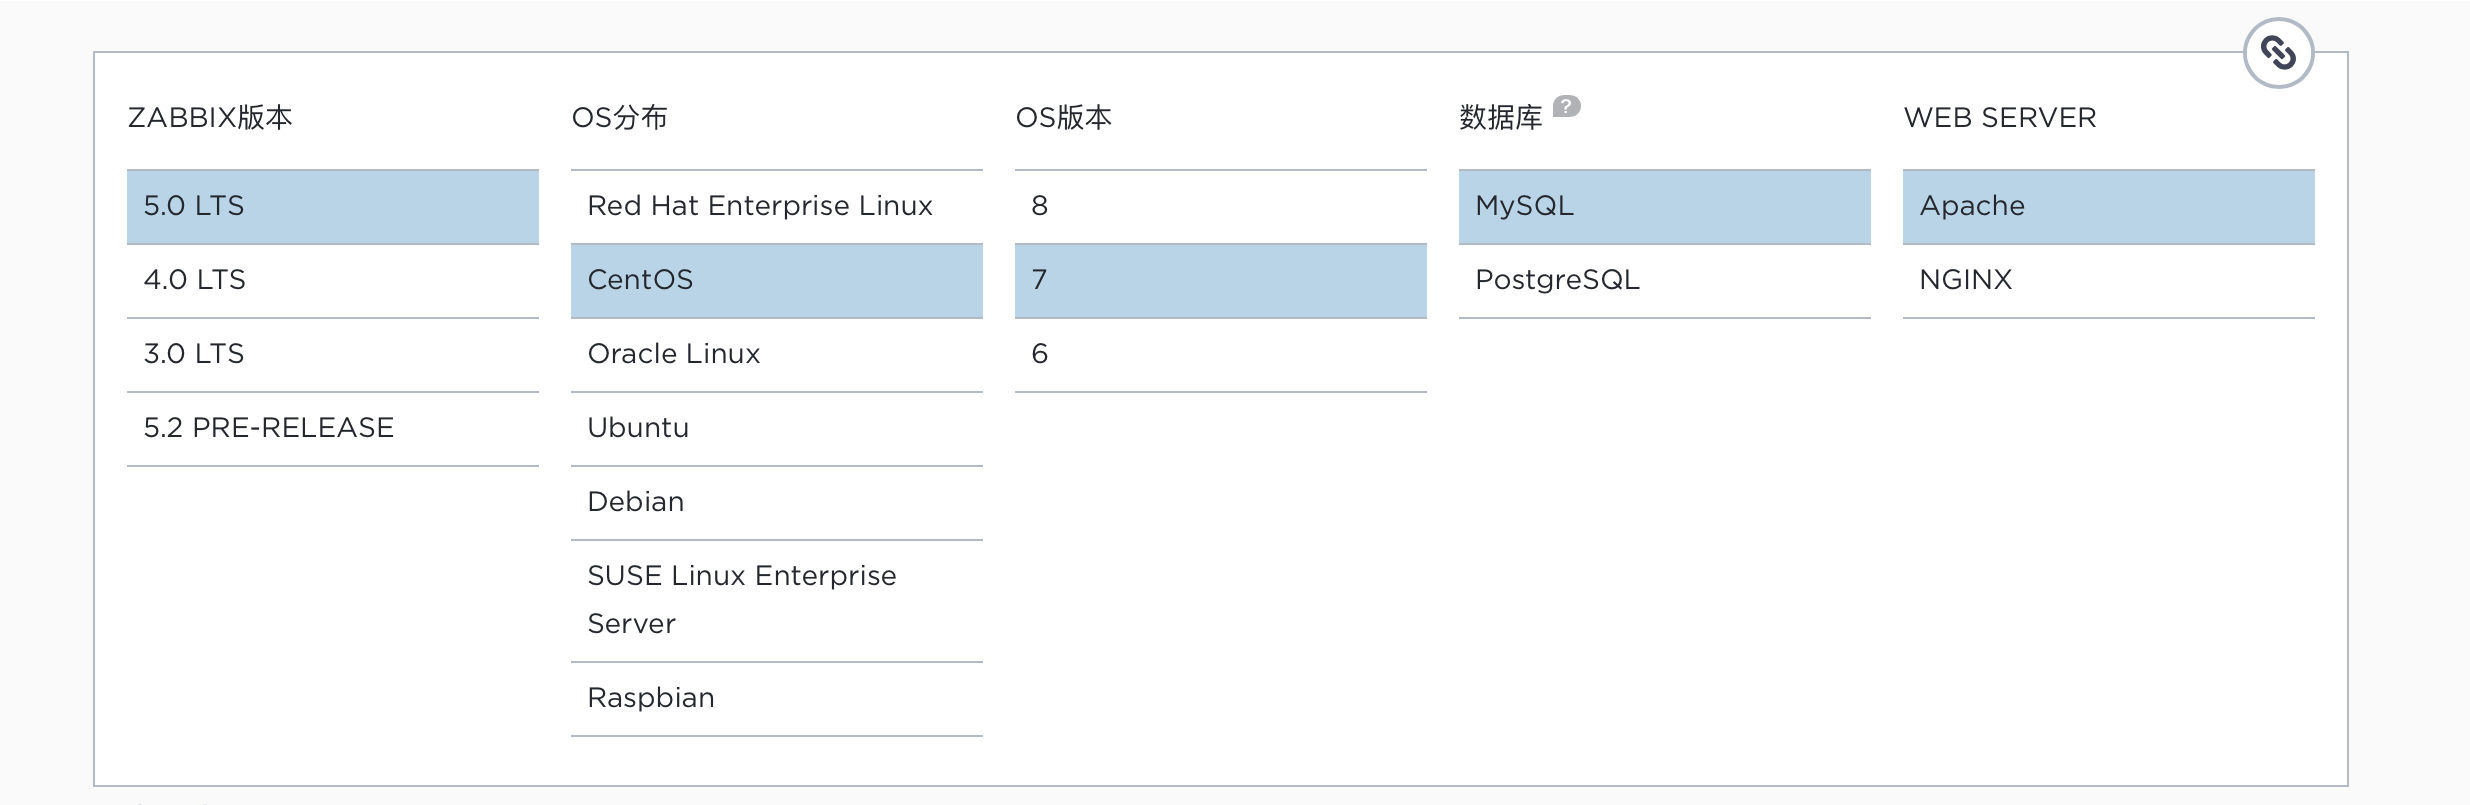 ZABBIX版本
5.0 LTS
4.0 LTS
3.0 LTS
5.2 PRE-RELEASE
OS分布
Red Hat Enterprise Linux
CentOS
Oracle Linux
Ubuntu
Debian
SUSE Linux Enterprise
Server
Raspbian
OS版本
8
7
6
数据库 ?
MySQL
PostgreSQL
WEB SERVER
Apache
NGINX